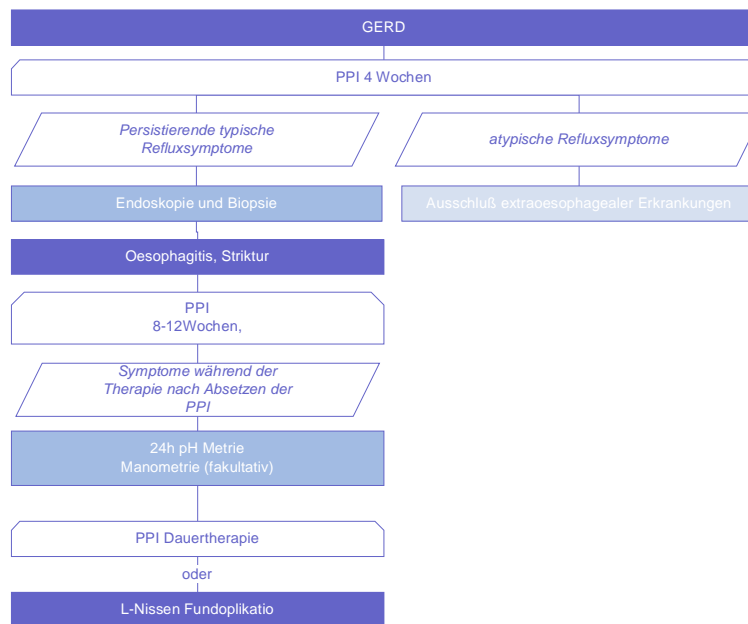 GERD
PPI 4 Wochen
Persistierende typische
Refluxsymptome
atypische Refluxsymptome
Endoskopie und Biopsie
Ausschluß extraoesophagealer Erkrankungen
Oesophagitis, Striktur
PPI
8-12Wochen,
Symptome während der
Therapie nach Absetzen der
PPI
24h pH Metrie
Manometrie (fakultativ)
PPI Dauertherapie
oder
L-Nissen Fundoplikatio